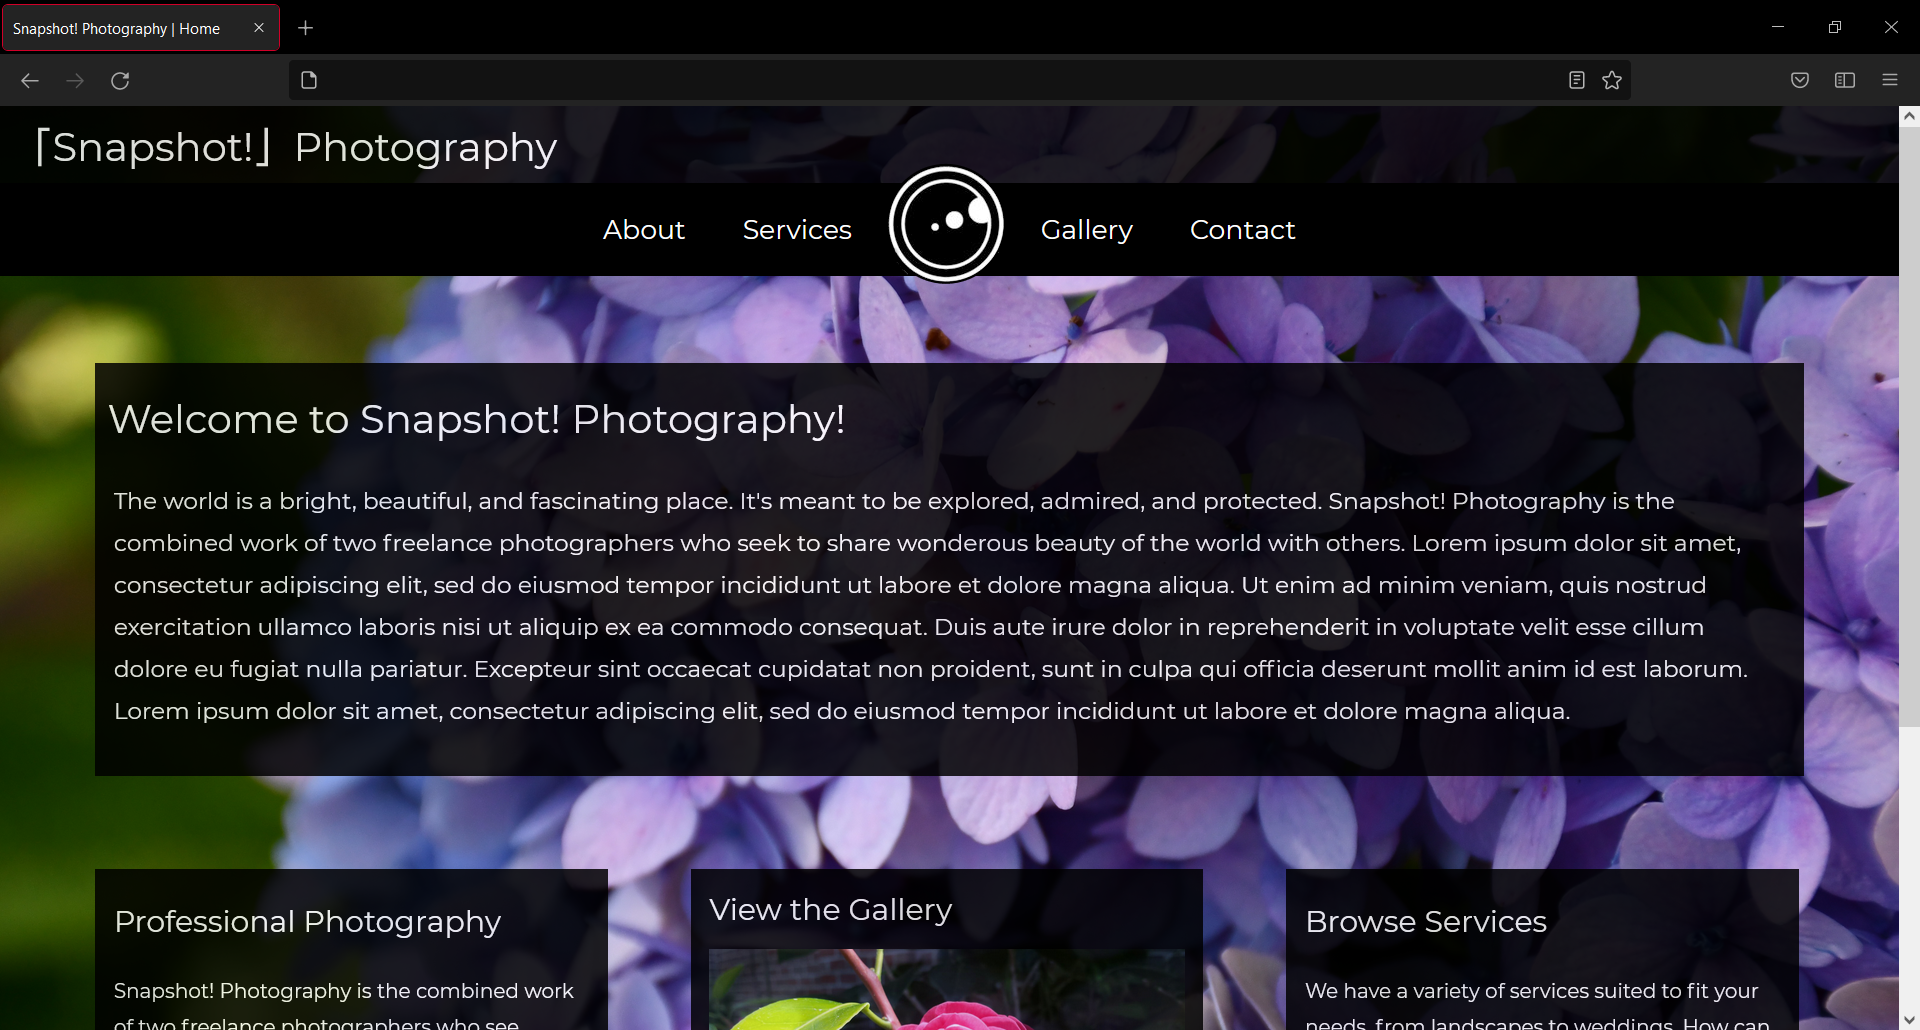 Snapshot! Photography | Home
「Snapshot!」 Photography
About Services Gallery Contact
Welcome to Snapshot! Photography!
The world is a bright, beautiful, and fascinating place. It's meant to be explored, admired, and protected. Snapshot! Photography is the
combined work of two freelance photographers who seek to share wonderous beauty of the world with others. Lorem ipsum dolor sit amet,
consectetur adipiscing elit, sed do eiusmod tempor incididunt ut labore et dolore magna aliqua. Ut enim ad minim veniam, quis nostrud
exercitation ullamco laboris nisi ut aliquip ex ea commodo consequat. Duis aute irure dolor in reprehenderit in voluptate velit esse cillum
dolore eu fugiat nulla pariatur. Excepteur sint occaecat cupidatat non proident, sunt in culpa qui officia deserunt mollit anim id est laborum.
Lorem ipsum dolor sit amet, consectetur adipiscing elit, sed do eiusmod tempor incididunt ut labore et dolore magna aliqua.
Professional Photography
Snapshot! Photography is the combined work
of two freelance photographers who see
View the Gallery
Browse Services
We have a variety of services suited to fit your
needs, from landscapes to weddings. How can